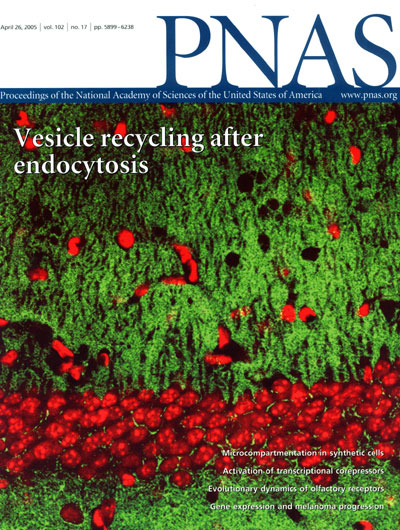 April 26, 2005 | vol. 102 | no. 17 | pp. 5899–6238
PNAS
Proceedings of the National Academy of Sciences of the United States of America www.pnas.org
Vesicle recycling after
endocytosis
Microcompartmentation in synthetic cells
Activation of transcriptional corepressors
Evolutionary dynamics of olfactory receptors
Gene expression and melanoma progression